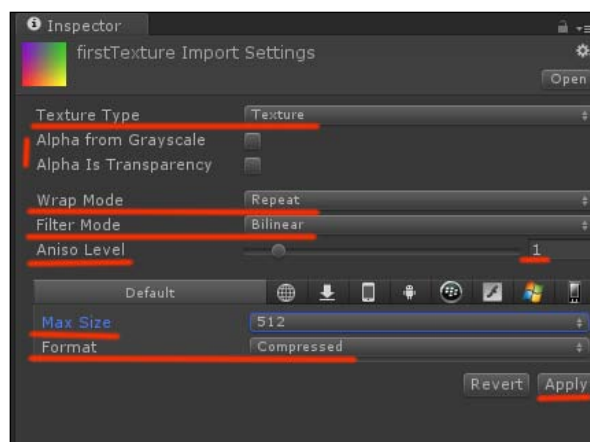 Inspector
firstTexture Import Settings
Open
Texture Type Texture
Alpha from Grayscale
Alpha Is Transparency
Wrap Mode Repeat
Filter Mode Bilinear
Aniso Level 1
Default
Max Size 512
Format Compressed
Revert Apply